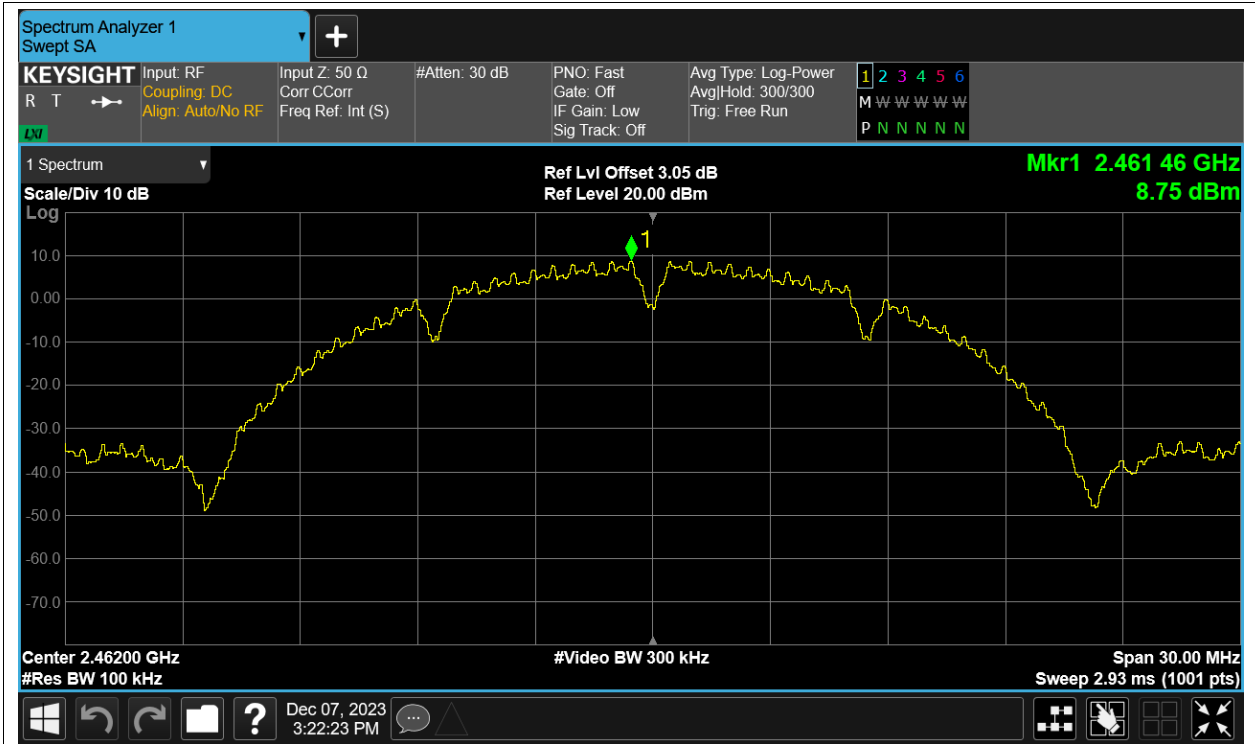 Spectrum Analyzer 1
Swept SA
KEYSIGHT
R T
LXI
Input: RF
Coupling: DC
Align: Auto/No RF
Input Z: 50 Ω
Corr CCorr
Freq Ref: Int (S)
#Atten: 30 dB
PNO: Fast
Gate: Off
IF Gain: Low
Sig Track: Off
Avg Type: Log-Power
Avg|Hold: 300/300
Trig: Free Run
1 2 3 4 5 6
M W W W W W
P N N N N N
1 Spectrum
Scale/Div 10 dB
Log
Ref Lvl Offset 3.05 dB
Ref Level 20.00 dBm
Mkr1 2.461 46 GHz
8.75 dBm
1
10.0
0.00
-10.0
-20.0
-30.0
-40.0
-50.0
-60.0
-70.0
Center 2.46200 GHz
#Res BW 100 kHz
#Video BW 300 kHz
Span 30.00 MHz
Sweep 2.93 ms (1001 pts)
?
Dec 07, 2023
3:22:23 PM